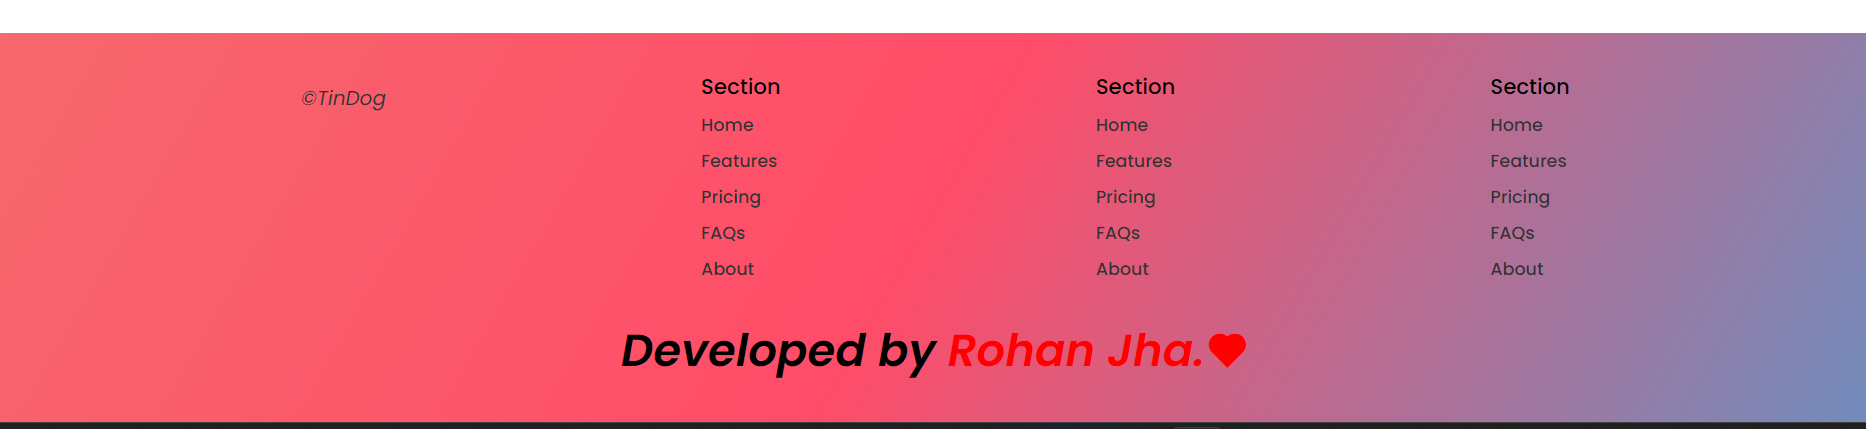 ©TinDog
Section
Home
Features
Pricing
FAQs
About
Section
Home
Features
Pricing
FAQs
About
Section
Home
Features
Pricing
FAQs
About
Developed by Rohan Jha.